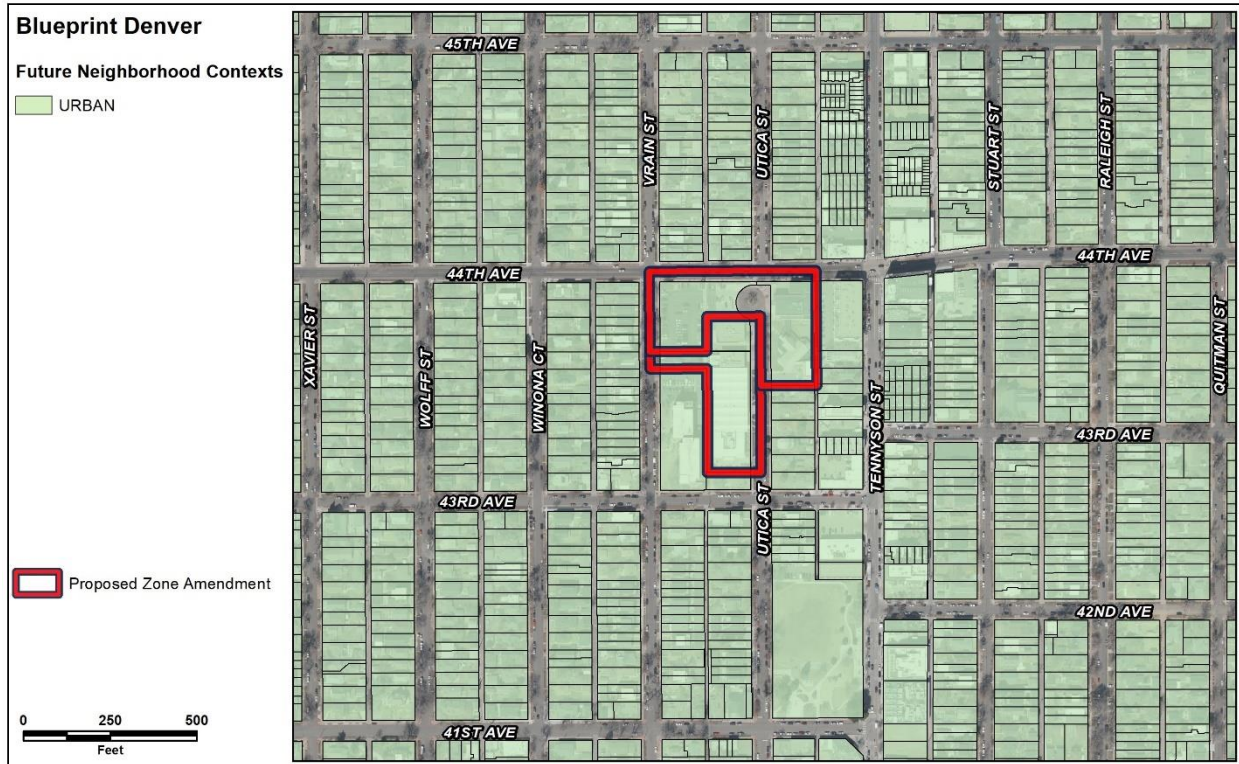 Blueprint Denver
Future Neighborhood Contexts
URBAN
Proposed Zone Amendment
0 250 500
Feet
45TH AVE
VRAIN ST
UTICA ST
STUART ST
RALEIGH ST
44TH AVE
44TH AVE
XAVIER ST
WOLFF ST
WINONA CT
TENNYSON ST
QUITMAN ST
43RD AVE
43RD AVE
UTICA ST
42ND AVE
41ST AVE